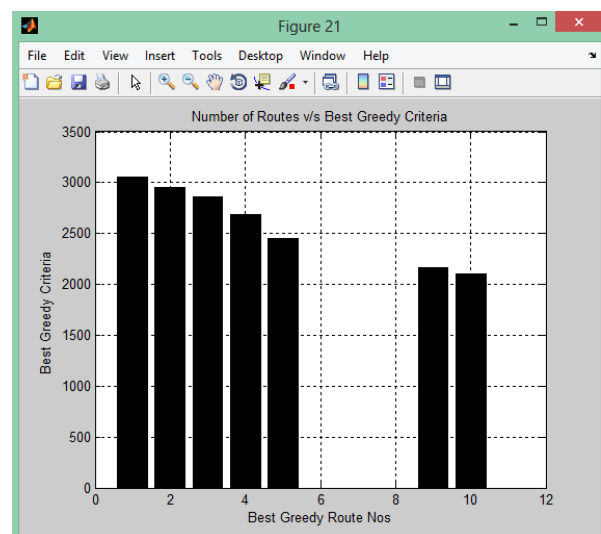 Figure 21
File Edit View Insert Tools Desktop Window Help
Number of Routes v/s Best Greedy Criteria
3500
3000
2500
2000
1500
1000
500
0
Best Greedy Criteria
0 2 4 6 8 10 12
Best Greedy Route Nos